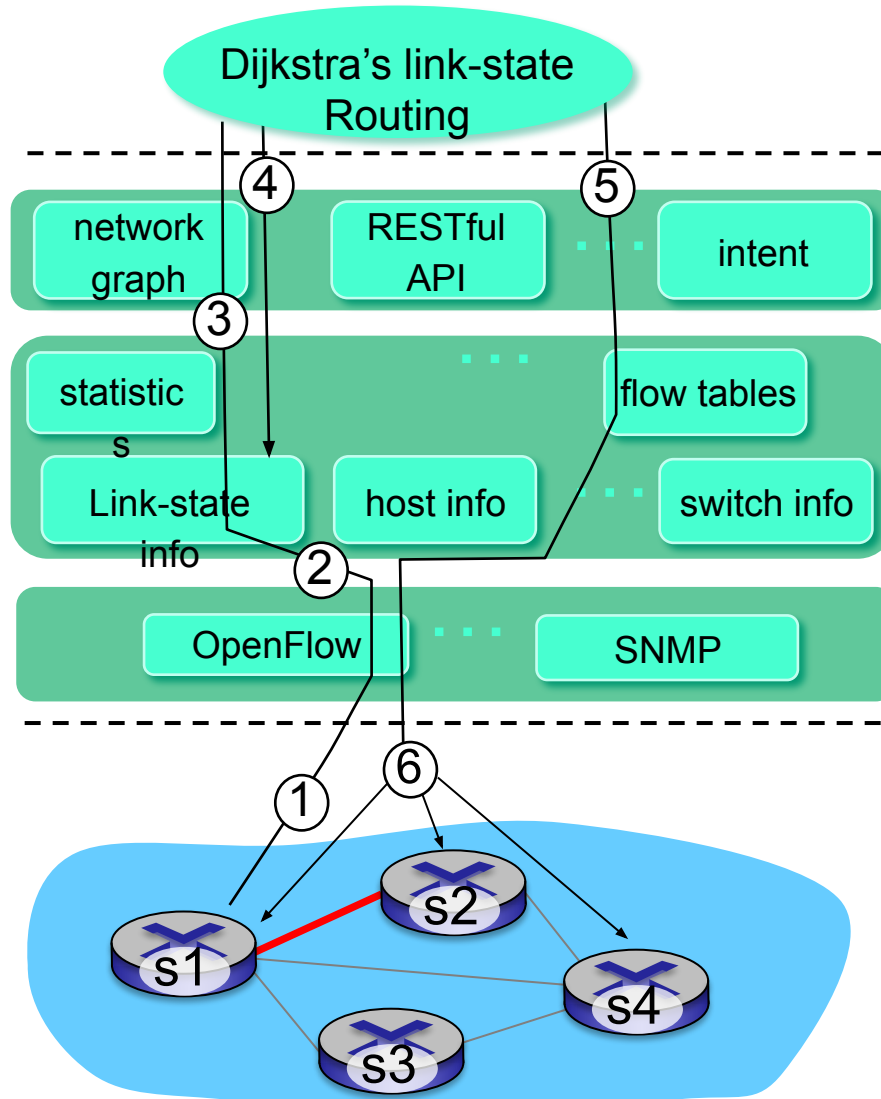 Dijkstra's link-state
Routing
4
5
network
graph
RESTful
API
. . .
intent
3
. . .
statistic
s
flow tables
Link-state
info
host info
. . .
switch info
2
OpenFlow
. . .
SNMP
6
1
s2
s1
s4
s3